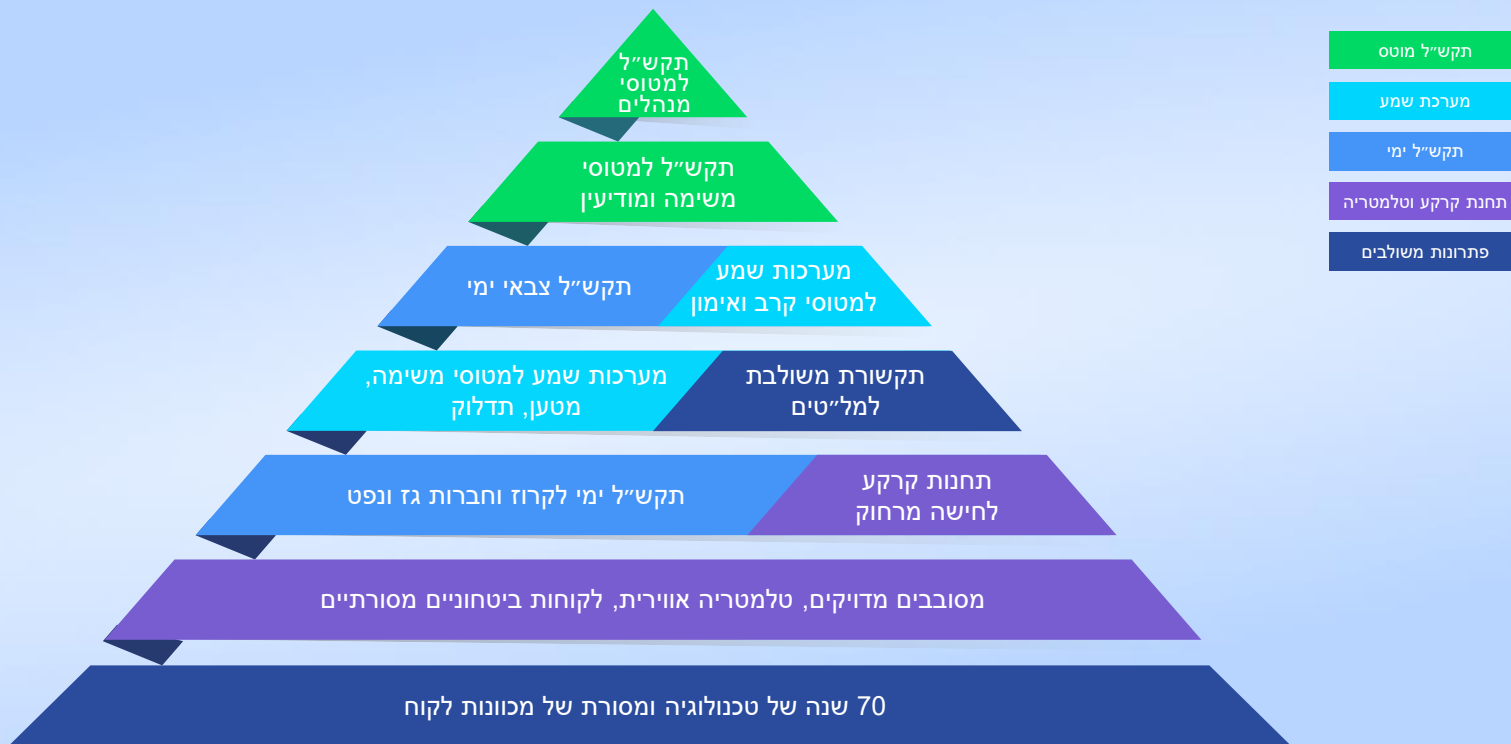 תקש״ל
למטוסי
מנהלים
תקש״ל למטוסי
משימה ומודיעין
מערכות שמע
למטוסי קרב ואימון
תקש״ל צבאי ימי
תקשורת משולבת
למל״טים
מערכות שמע למטוסי משימה,
מטען, תדלוק
תחנות קרקע
לחישה מרחוק
תקש״ל ימי לקרוז וחברות גז ונפט
מסובבים מדויקים, טלמטריה אווירית, לקוחות ביטחוניים מסורתיים
70 שנה של טכנולוגיה ומסורת של מכוונות לקוח
תקש״ל מוטס
מערכת שמע
תקש״ל ימי
תחנת קרקע וטלמטריה
פתרונות משולבים